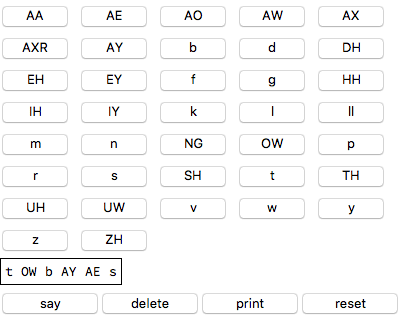 AA AE AO AW AX
AXR AY b d DH
EH EY f g HH
IH IY k l ll
m n NG OW p
r s SH t TH
UH UW v w y
z ZH
t OW b AY AE s
say delete print reset